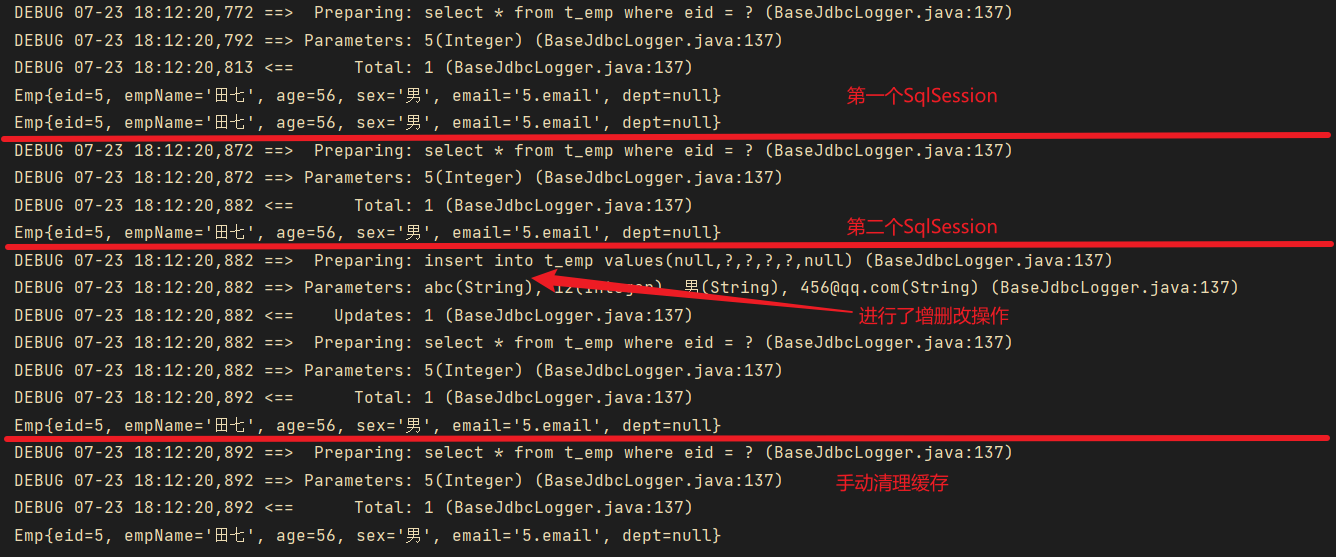 DEBUG 07-23 18:12:20,772 ==>  Preparing: select * from t_emp where eid = ? (BaseJdbcLogger.java:137)
DEBUG 07-23 18:12:20,792 ==> Parameters: 5(Integer) (BaseJdbcLogger.java:137)
DEBUG 07-23 18:12:20,813 <==      Total: 1 (BaseJdbcLogger.java:137)
Emp{eid=5, empName='田七', age=56, sex='男', email='5.email', dept=null}
第一个SqlSession
Emp{eid=5, empName='田七', age=56, sex='男', email='5.email', dept=null}
DEBUG 07-23 18:12:20,872 ==>  Preparing: select * from t_emp where eid = ? (BaseJdbcLogger.java:137)
DEBUG 07-23 18:12:20,872 ==> Parameters: 5(Integer) (BaseJdbcLogger.java:137)
DEBUG 07-23 18:12:20,882 <==      Total: 1 (BaseJdbcLogger.java:137)
Emp{eid=5, empName='田七', age=56, sex='男', email='5.email', dept=null}
第二个SqlSession
DEBUG 07-23 18:12:20,882 ==>  Preparing: insert into t_emp values(null,?,?,?,?,null) (BaseJdbcLogger.java:137)
DEBUG 07-23 18:12:20,882 ==> Parameters: abc(String), 12(Integer), 男(String), 456@qq.com(String) (BaseJdbcLogger.java:137)
DEBUG 07-23 18:12:20,882 <==    Updates: 1 (BaseJdbcLogger.java:137)
进行了增删改操作
DEBUG 07-23 18:12:20,882 ==>  Preparing: select * from t_emp where eid = ? (BaseJdbcLogger.java:137)
DEBUG 07-23 18:12:20,882 ==> Parameters: 5(Integer) (BaseJdbcLogger.java:137)
DEBUG 07-23 18:12:20,892 <==      Total: 1 (BaseJdbcLogger.java:137)
Emp{eid=5, empName='田七', age=56, sex='男', email='5.email', dept=null}
DEBUG 07-23 18:12:20,892 ==>  Preparing: select * from t_emp where eid = ? (BaseJdbcLogger.java:137)
DEBUG 07-23 18:12:20,892 ==> Parameters: 5(Integer) (BaseJdbcLogger.java:137)
手动清理缓存
DEBUG 07-23 18:12:20,892 <==      Total: 1 (BaseJdbcLogger.java:137)
Emp{eid=5, empName='田七', age=56, sex='男', email='5.email', dept=null}